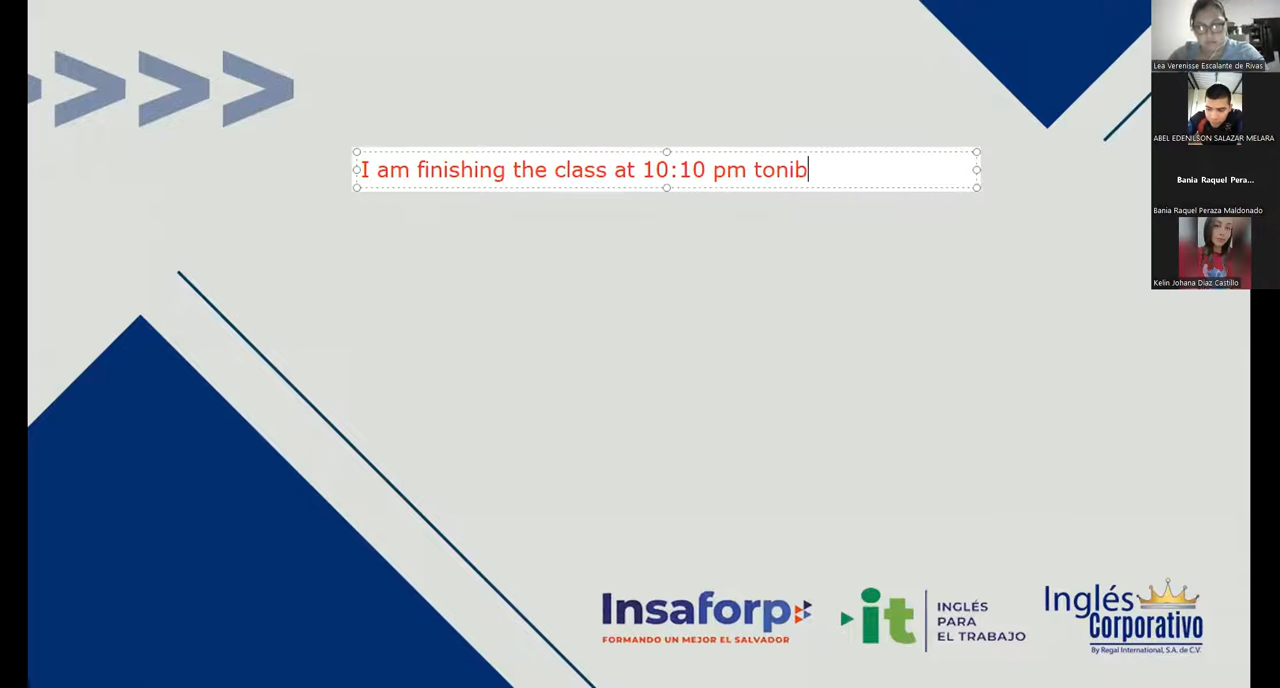 I am finishing the class at 10:10 pm tonib
Lea Verenisse Escalante de Rivas
ABEL EDENILSON SALAZAR MELARA
Bania Raquel Pera...
Bania Raquel Peraza Maldonado
Kelin Johana Diaz Castillo
Insaforp
FORMANDO UN MEJOR EL SALVADOR
it
INGLÉS
PARA
EL TRABAJO
Inglés
Corporativo
By Regal International, S.A. de C.V.